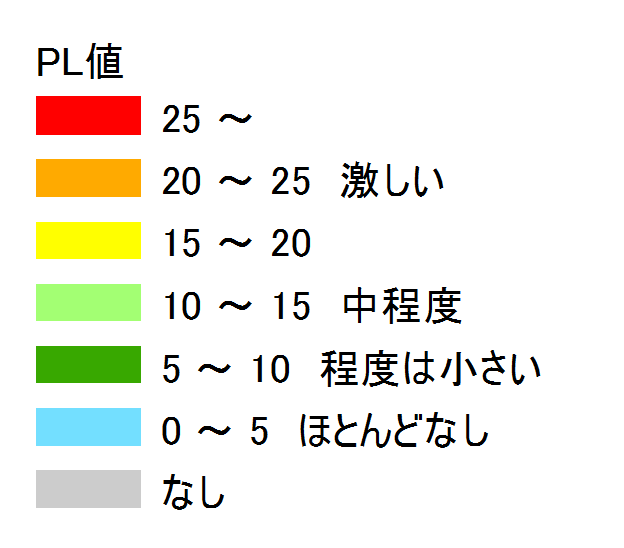 PL値
25 ～
20 ～ 25　激しい
15 ～ 20
10 ～ 15　中程度
5 ～ 10　程度は小さい
0 ～ 5　ほとんどなし
なし